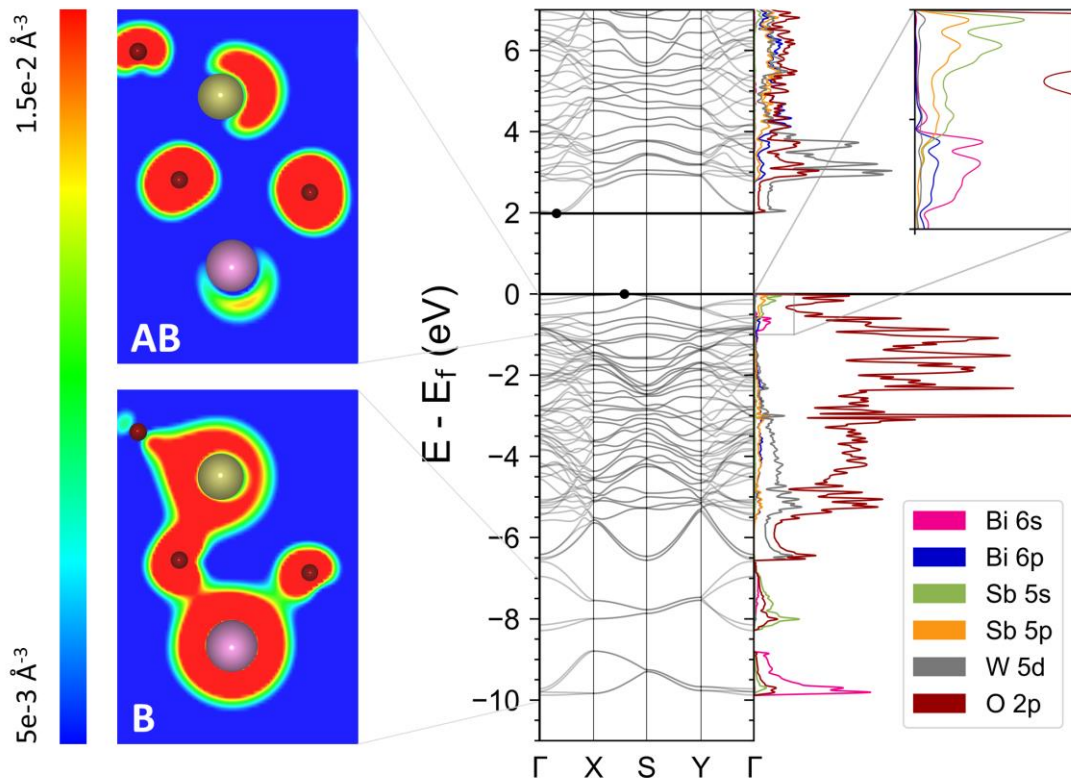 1.5e-2 Å⁻³
5e-3 Å⁻³
AB
B
E - E_f (eV)
6
4
2
0
−2
−4
−6
−8
−10
Γ X S Y Γ
Bi 6s
Bi 6p
Sb 5s
Sb 5p
W 5d
O 2p